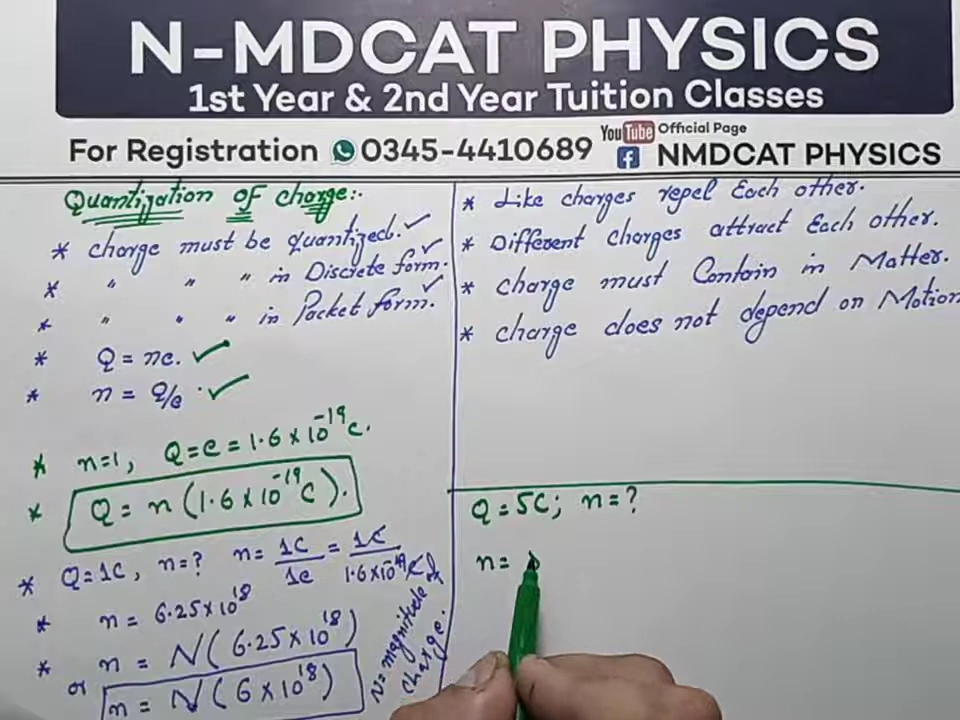 N-MDCAT PHYSICS
1st Year & 2nd Year Tuition Classes
For Registration 0345-4410689 YouTube Official Page
NMDCAT PHYSICS
Quantization of charge:-
* charge must be quantized. ✓
* " " " in Discrete form. ✓
* " " " in Packet form. ✓
* Q = ne. ✓
* n = Q/e. ✓
* n=1, Q=e = 1.6×10⁻¹⁹C.
* Q = n (1.6×10⁻¹⁹C).
* Q=1C, n=? n= 1C/1e = 1C/1.6×10⁻¹⁹C
* n = 6.25×10¹⁸
* n = N(6.25×10¹⁸)
or n = N(6×10¹⁸)
N=magnitude of charge.
* Like charges repel Each other.
* Different charges attract Each other.
* charge must Contain in Matter.
* charge does not depend on Motion
Q = 5C; n=?
n=